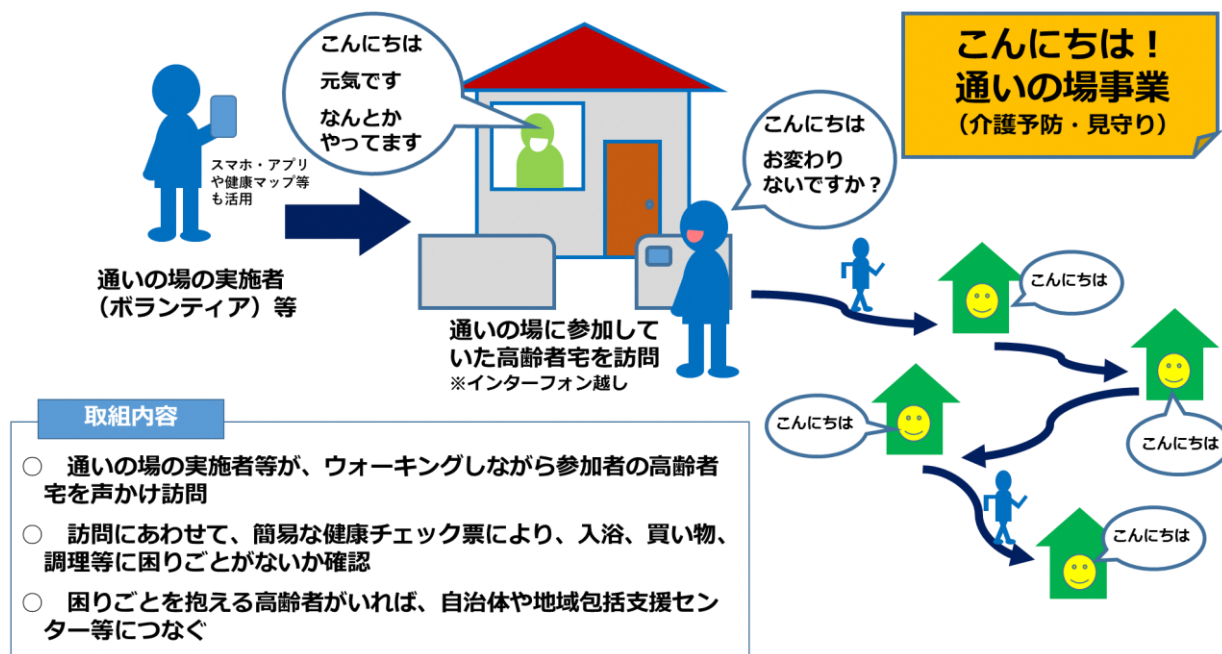 こんにちは！
通いの場事業
（介護予防・見守り）
こんにちは
元気です
なんとか
やってます
こんにちは
お変わり
ないですか？
スマホ・アプリ
や健康マップ等
も活用
通いの場の実施者
（ボランティア）等
通いの場に参加して
いた高齢者宅を訪問
※インターフォン越し
こんにちは
こんにちは
こんにちは
こんにちは
取組内容
○　通いの場の実施者等が、ウォーキングしながら参加者の高齢者
宅を声かけ訪問
○　訪問にあわせて、簡易な健康チェック票により、入浴、買い物、
調理等に困りごとがないか確認
○　困りごとを抱える高齢者がいれば、自治体や地域包括支援セン
ター等につなぐ